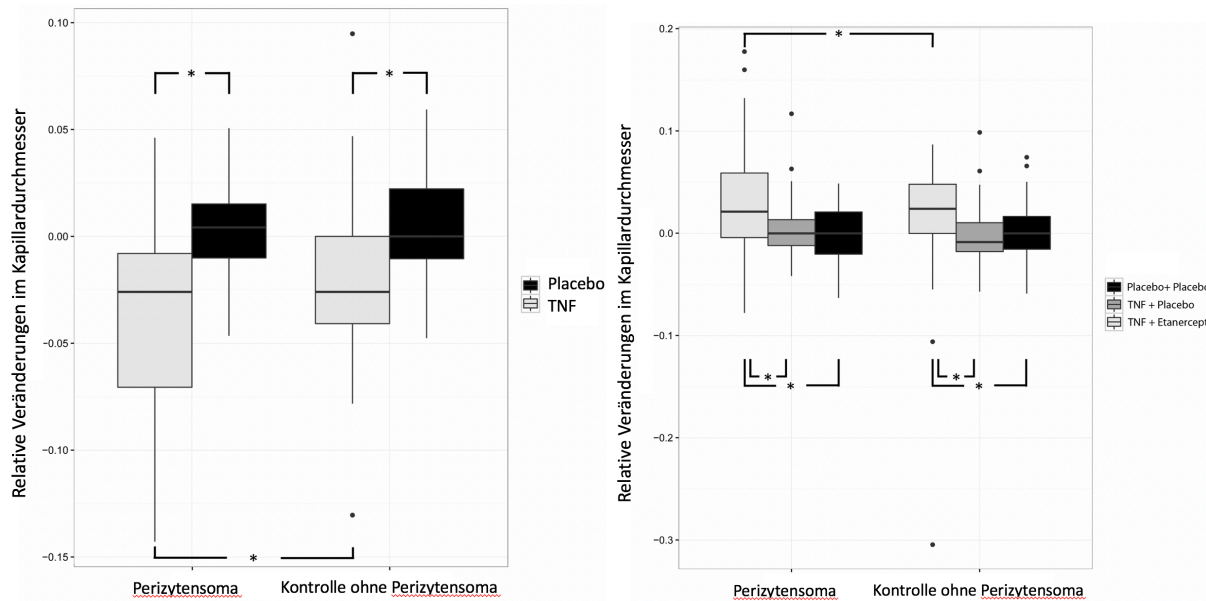 Relative Veränderungen im Kapillardurchmesser
0.10
0.05
0.00
−0.05
−0.10
−0.15
*
*
*
Perizytensoma
Kontrolle ohne Perizytensoma
Placebo
TNF
Relative Veränderungen im Kapillardurchmesser
0.2
0.1
0.0
−0.1
−0.2
−0.3
*
*
*
*
*
Perizytensoma
Kontrolle ohne Perizytensoma
Placebo+ Placebo
TNF + Placebo
TNF + Etanercept